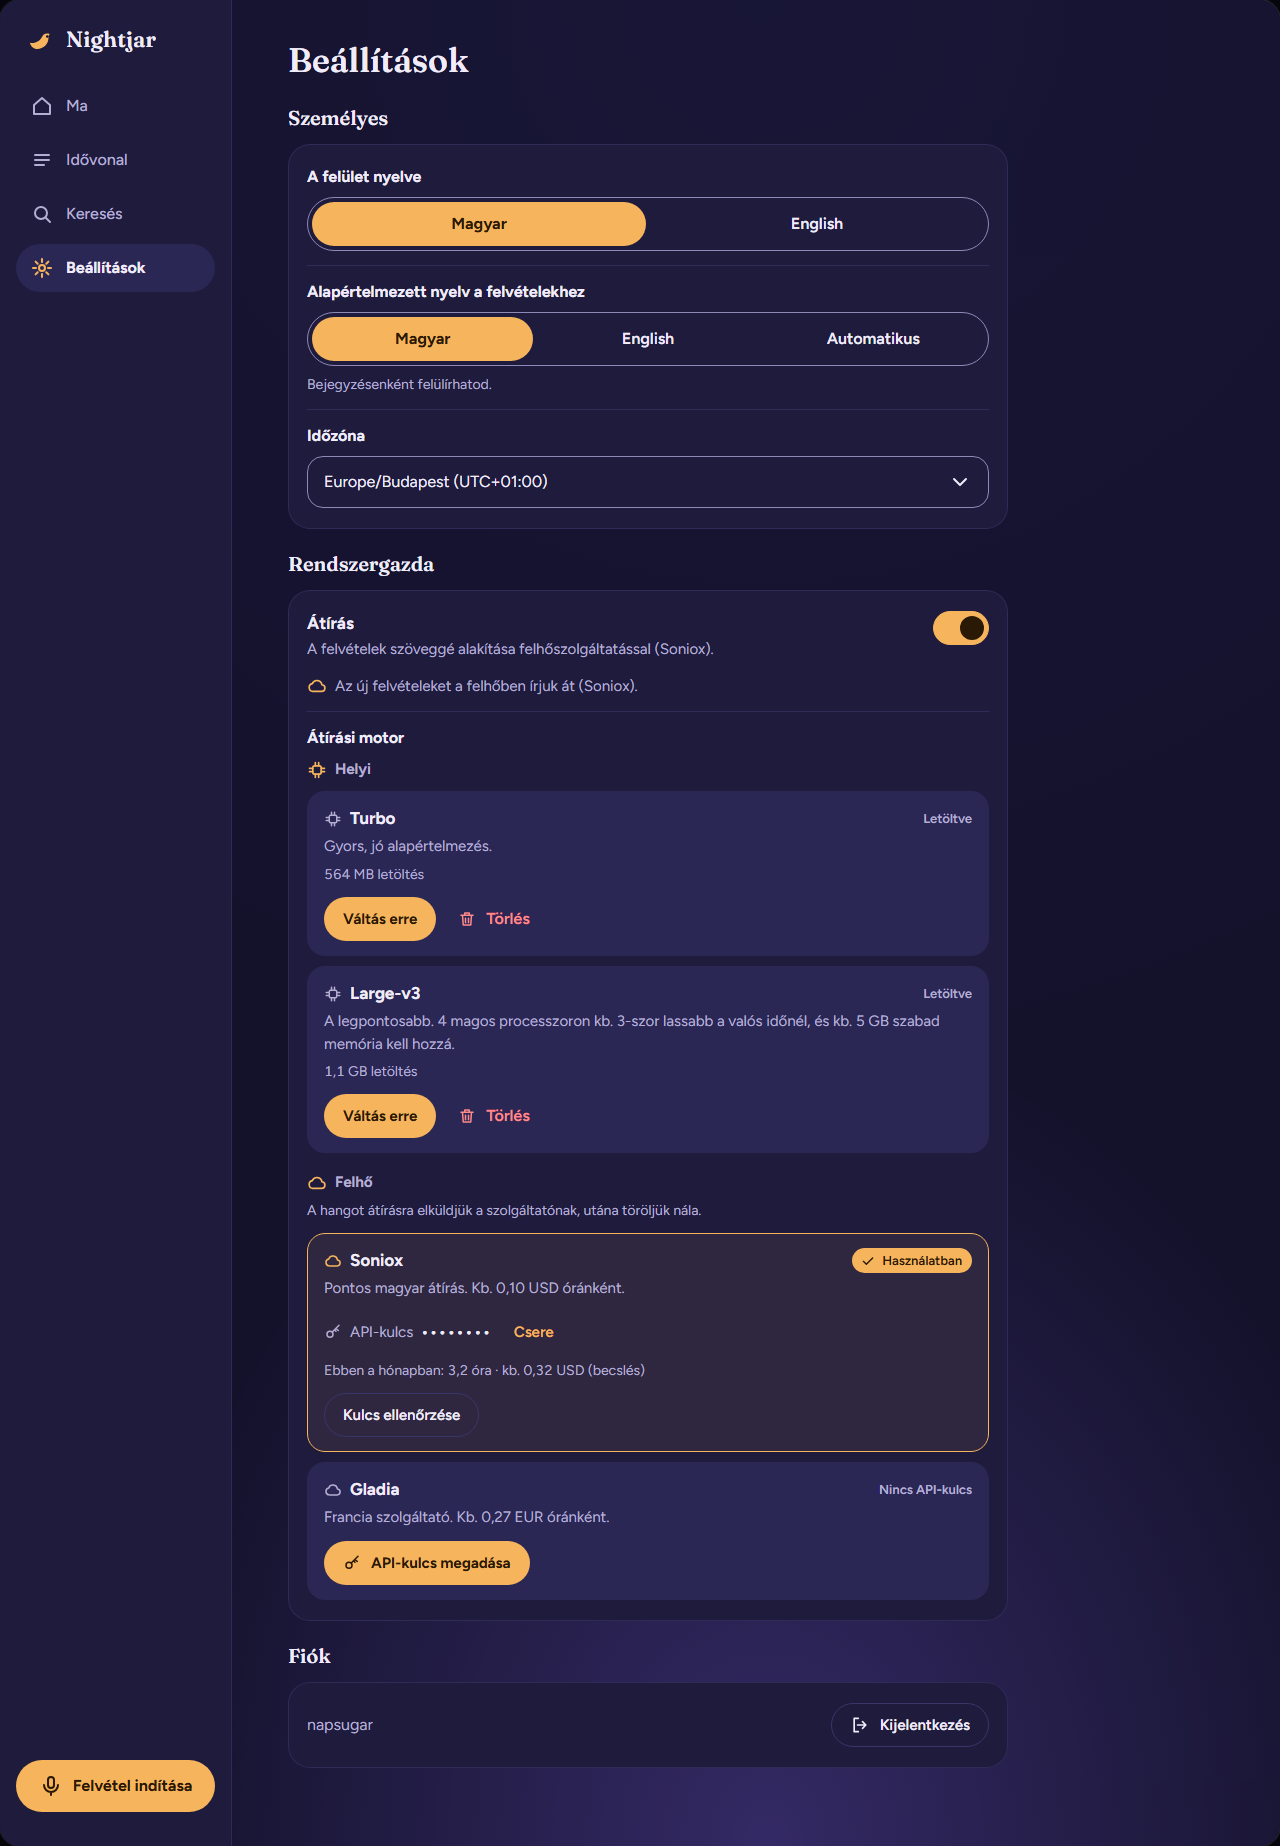 Nightjar
Ma
Idővonal
Keresés
Beállítások
Felvétel indítása
Beállítások
Személyes
A felület nyelve
Magyar English
Alapértelmezett nyelv a felvételekhez
Magyar English Automatikus
Bejegyzésenként felülírhatod.
Időzóna
Europe/Budapest (UTC+01:00)
Rendszergazda
Átírás
A felvételek szöveggé alakítása felhőszolgáltatással (Soniox).
Az új felvételeket a felhőben írjuk át (Soniox).
Átírási motor
Helyi
Turbo Letöltve
Gyors, jó alapértelmezés.
564 MB letöltés
Váltás erre Törlés
Large-v3 Letöltve
A legpontosabb. 4 magos processzoron kb. 3-szor lassabb a valós időnél, és kb. 5 GB szabad
memória kell hozzá.
1,1 GB letöltés
Váltás erre Törlés
Felhő
A hangot átírásra elküldjük a szolgáltatónak, utána töröljük nála.
Soniox Használatban
Pontos magyar átírás. Kb. 0,10 USD óránként.
API-kulcs •••••••• Csere
Ebben a hónapban: 3,2 óra · kb. 0,32 USD (becslés)
Kulcs ellenőrzése
Gladia Nincs API-kulcs
Francia szolgáltató. Kb. 0,27 EUR óránként.
API-kulcs megadása
Fiók
napsugar Kijelentkezés